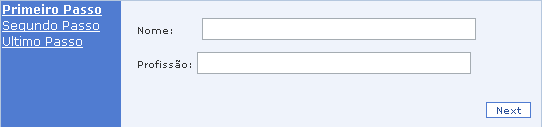 Primeiro Passo
Segundo Passo
Ultimo Passo
Nome:
Profissão:
Next